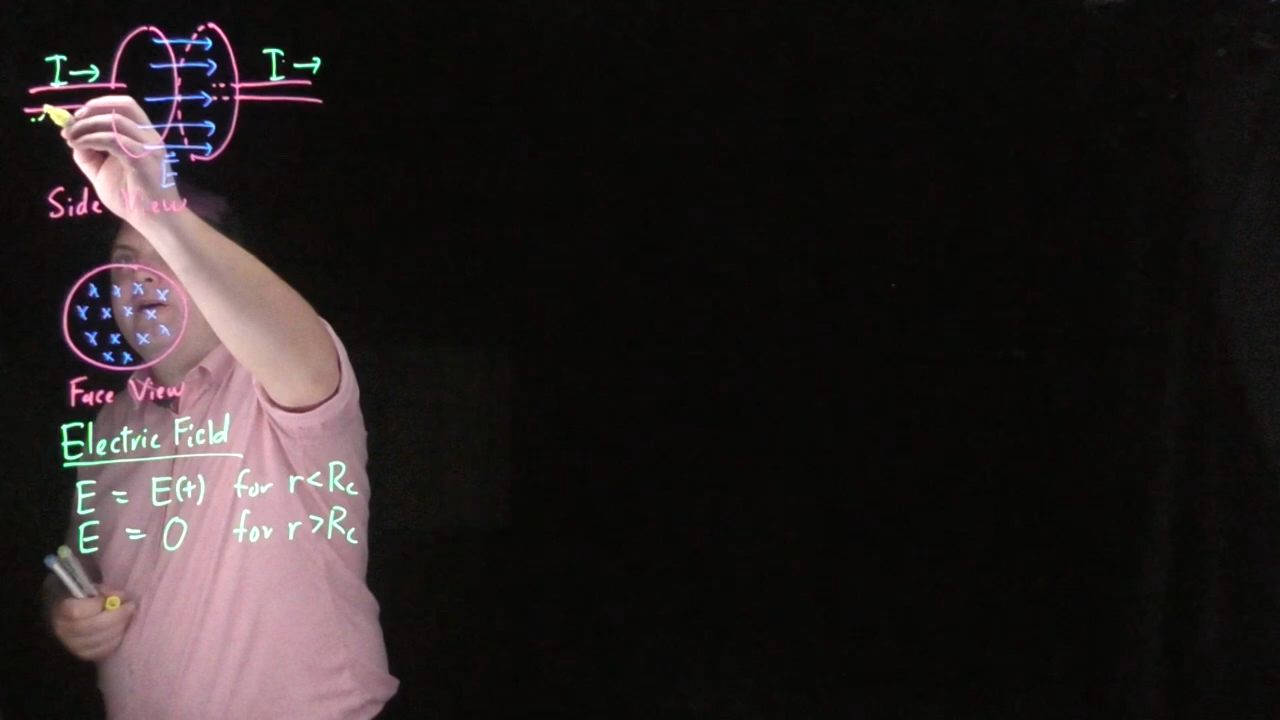 I → I →
E
Side View
x x x x
x x x x
x x x x
x x
Face View
Electric Field
E = E(t) for r < Rc
E = 0 for r > Rc